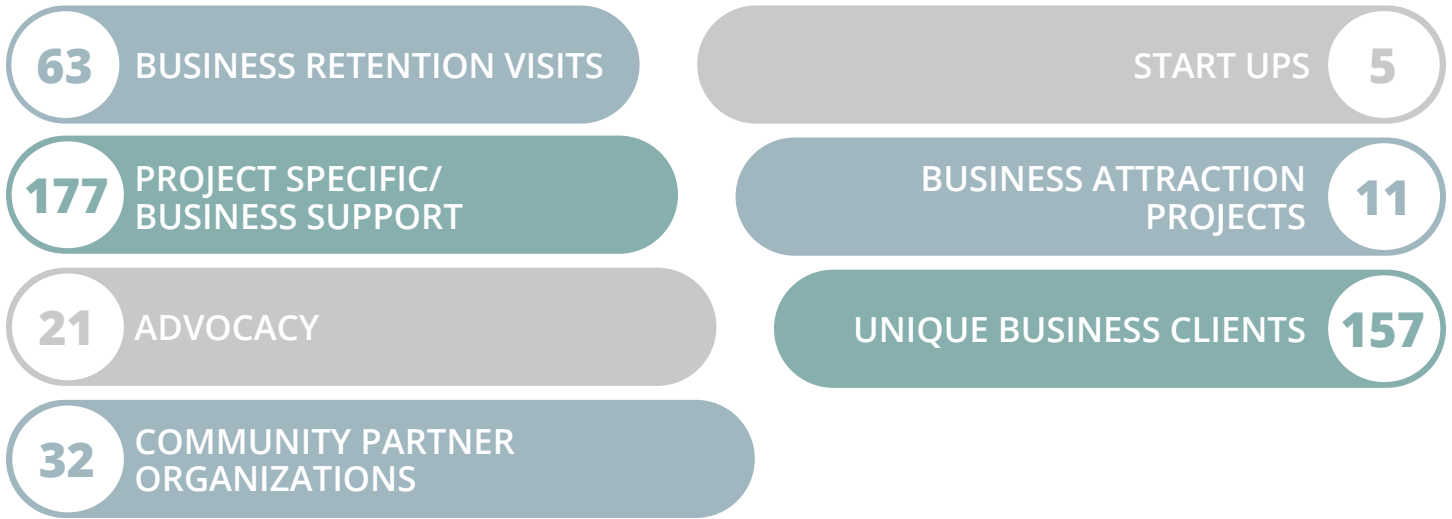 63 BUSINESS RETENTION VISITS
177 PROJECT SPECIFIC/
BUSINESS SUPPORT
21 ADVOCACY
32 COMMUNITY PARTNER
ORGANIZATIONS
START UPS 5
BUSINESS ATTRACTION
PROJECTS 11
UNIQUE BUSINESS CLIENTS 157